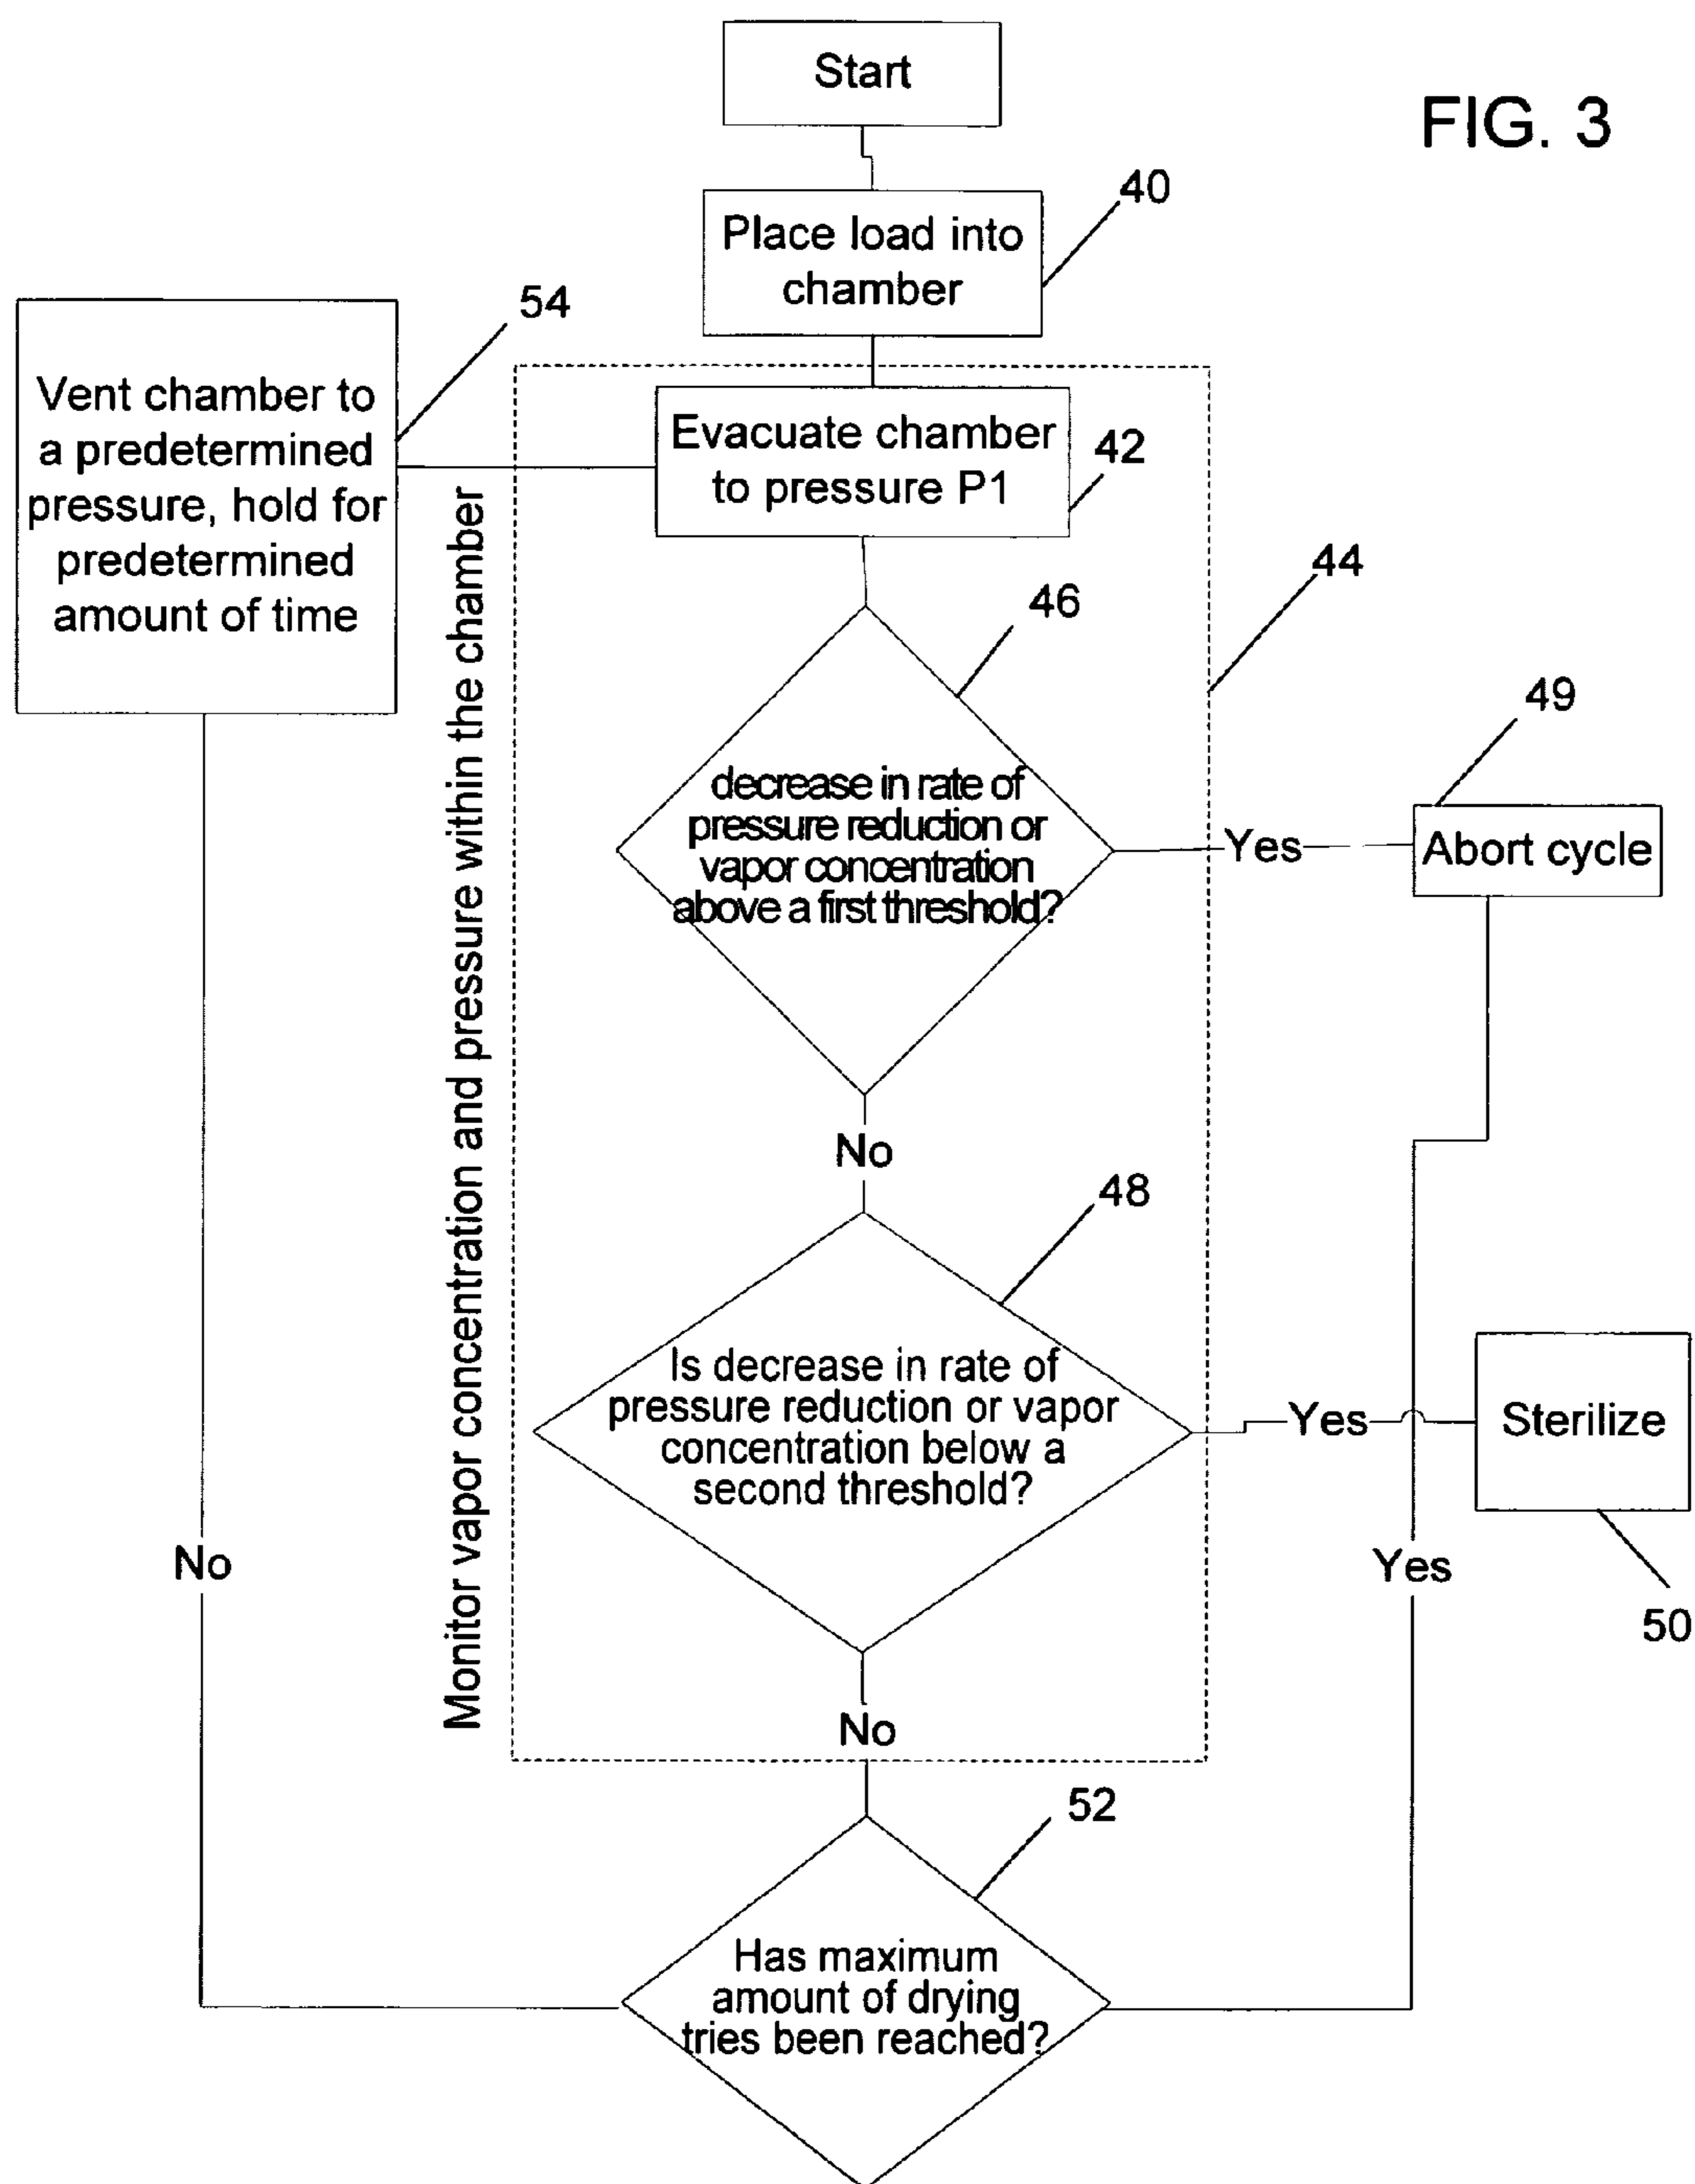 Start
FIG. 3
40
Place load into
chamber
54
Vent chamber to
a predetermined
pressure, hold for
predetermined
amount of time
Evacuate chamber
to pressure P1
42
44
Monitor vapor concentration and pressure within the chamber
46
decrease in rate of
pressure reduction or
vapor concentration
above a first threshold?
Yes
49
Abort cycle
No
48
Is decrease in rate of
pressure reduction or vapor
concentration below a
second threshold?
Yes
Sterilize
50
No
No
Yes
52
Has maximum
amount of drying
tries been reached?